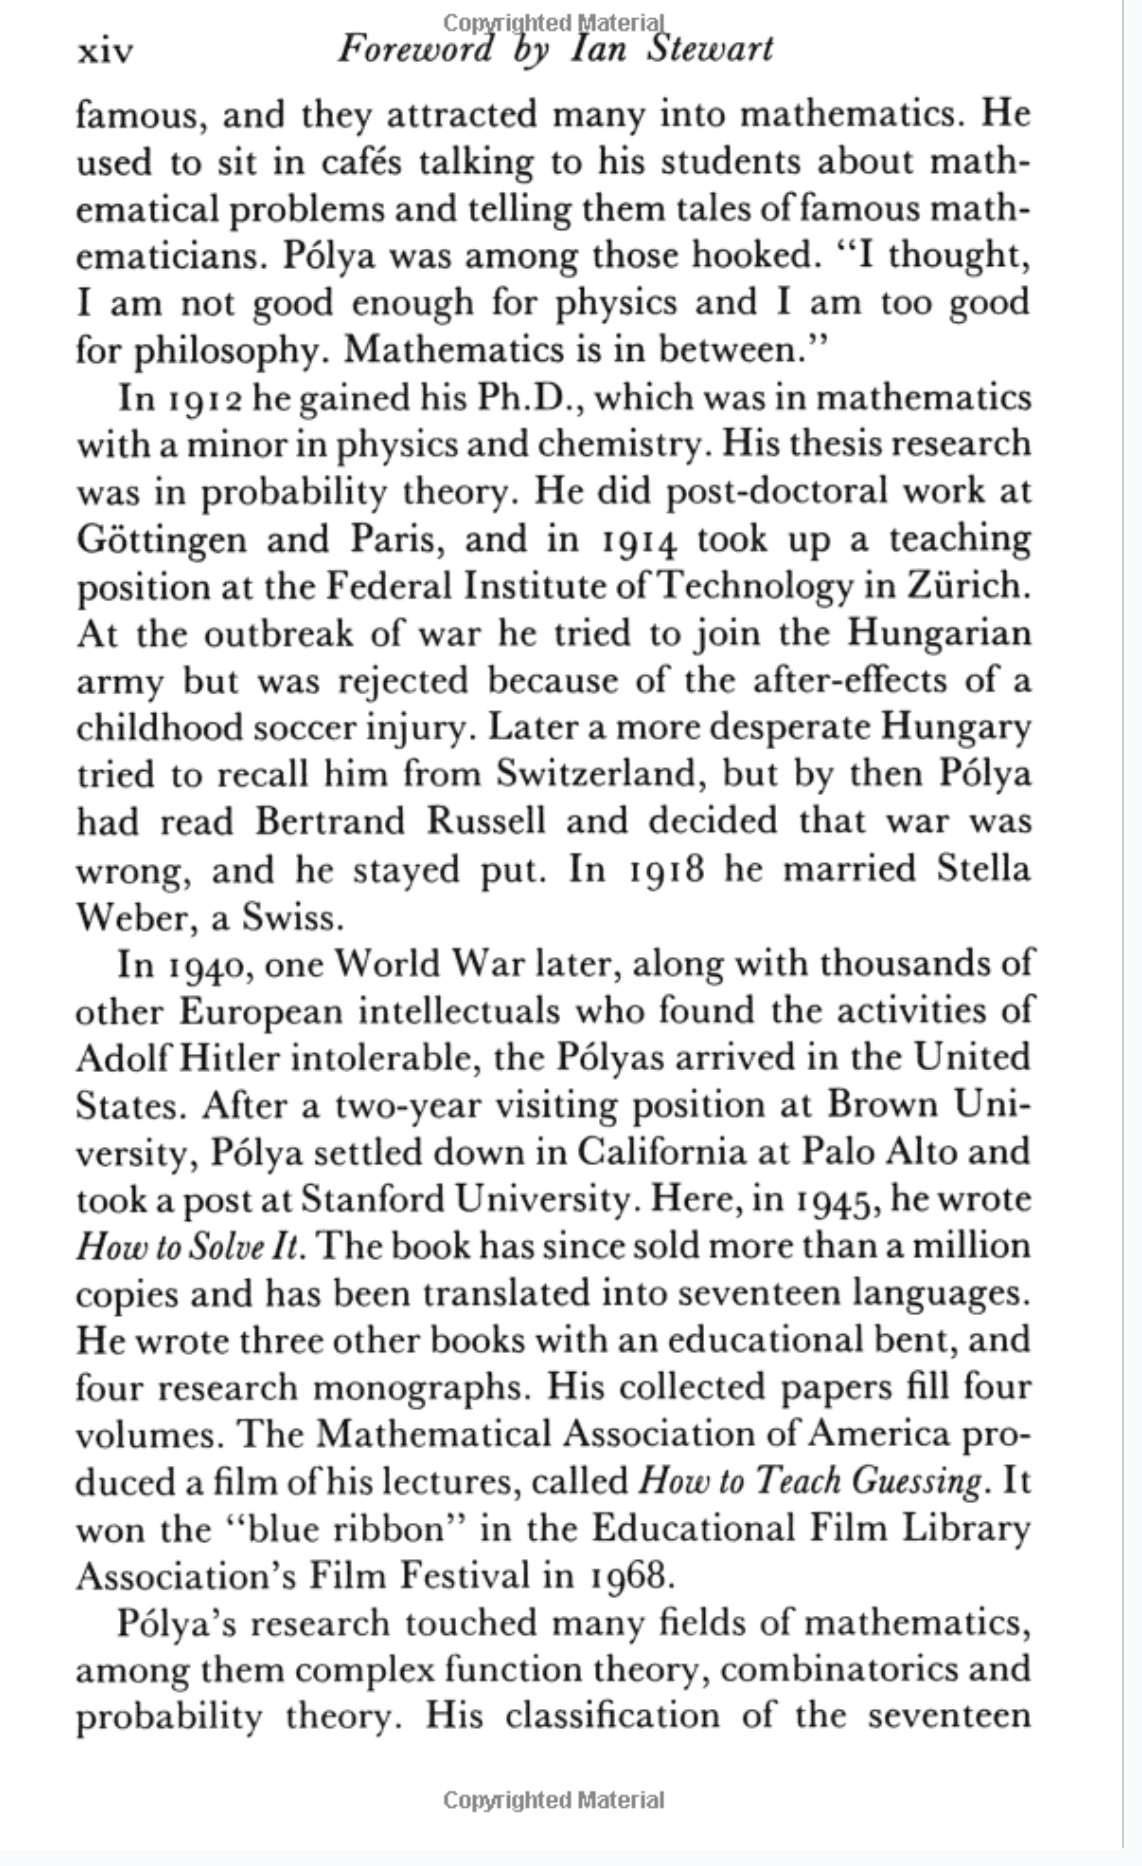 Copyrighted Material
xiv Foreword by Ian Stewart
famous, and they attracted many into mathematics. He
used to sit in cafés talking to his students about math-
ematical problems and telling them tales of famous math-
ematicians. Pólya was among those hooked. “I thought,
I am not good enough for physics and I am too good
for philosophy. Mathematics is in between.”
In 1912 he gained his Ph.D., which was in mathematics
with a minor in physics and chemistry. His thesis research
was in probability theory. He did post-doctoral work at
Göttingen and Paris, and in 1914 took up a teaching
position at the Federal Institute of Technology in Zürich.
At the outbreak of war he tried to join the Hungarian
army but was rejected because of the after-effects of a
childhood soccer injury. Later a more desperate Hungary
tried to recall him from Switzerland, but by then Pólya
had read Bertrand Russell and decided that war was
wrong, and he stayed put. In 1918 he married Stella
Weber, a Swiss.
In 1940, one World War later, along with thousands of
other European intellectuals who found the activities of
Adolf Hitler intolerable, the Pólyas arrived in the United
States. After a two-year visiting position at Brown Uni-
versity, Pólya settled down in California at Palo Alto and
took a post at Stanford University. Here, in 1945, he wrote
How to Solve It. The book has since sold more than a million
copies and has been translated into seventeen languages.
He wrote three other books with an educational bent, and
four research monographs. His collected papers fill four
volumes. The Mathematical Association of America pro-
duced a film of his lectures, called How to Teach Guessing. It
won the “blue ribbon” in the Educational Film Library
Association’s Film Festival in 1968.
Pólya’s research touched many fields of mathematics,
among them complex function theory, combinatorics and
probability theory. His classification of the seventeen
Copyrighted Material